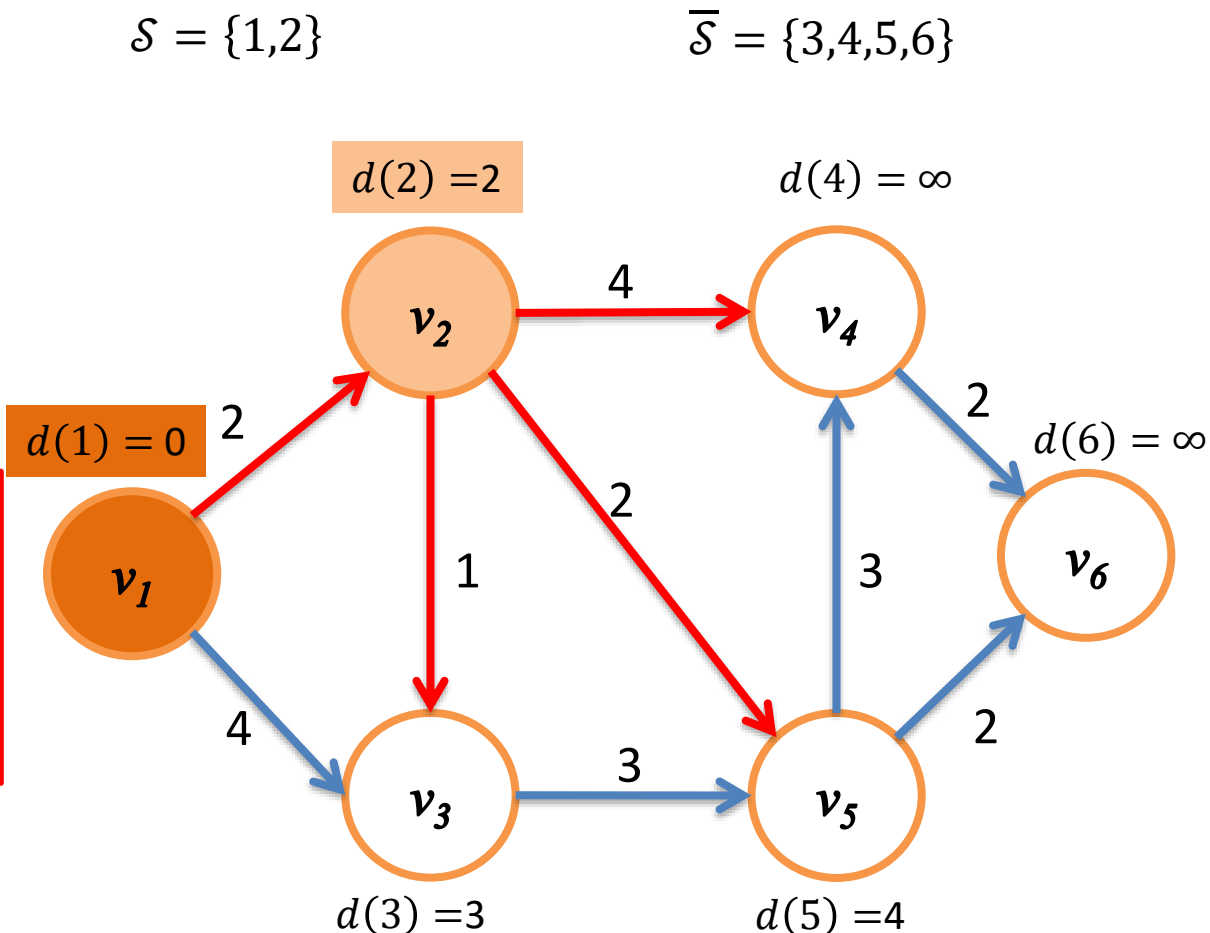 𝒮 = {1,2}
𝒮̅ = {3,4,5,6}
d(2) =2
d(4) = ∞
4
v₂
v₄
2
d(1) = 0
2
d(6) = ∞
2
1
3
v₁
v₆
4
3
2
v₃
v₅
d(3) =3
d(5) =4